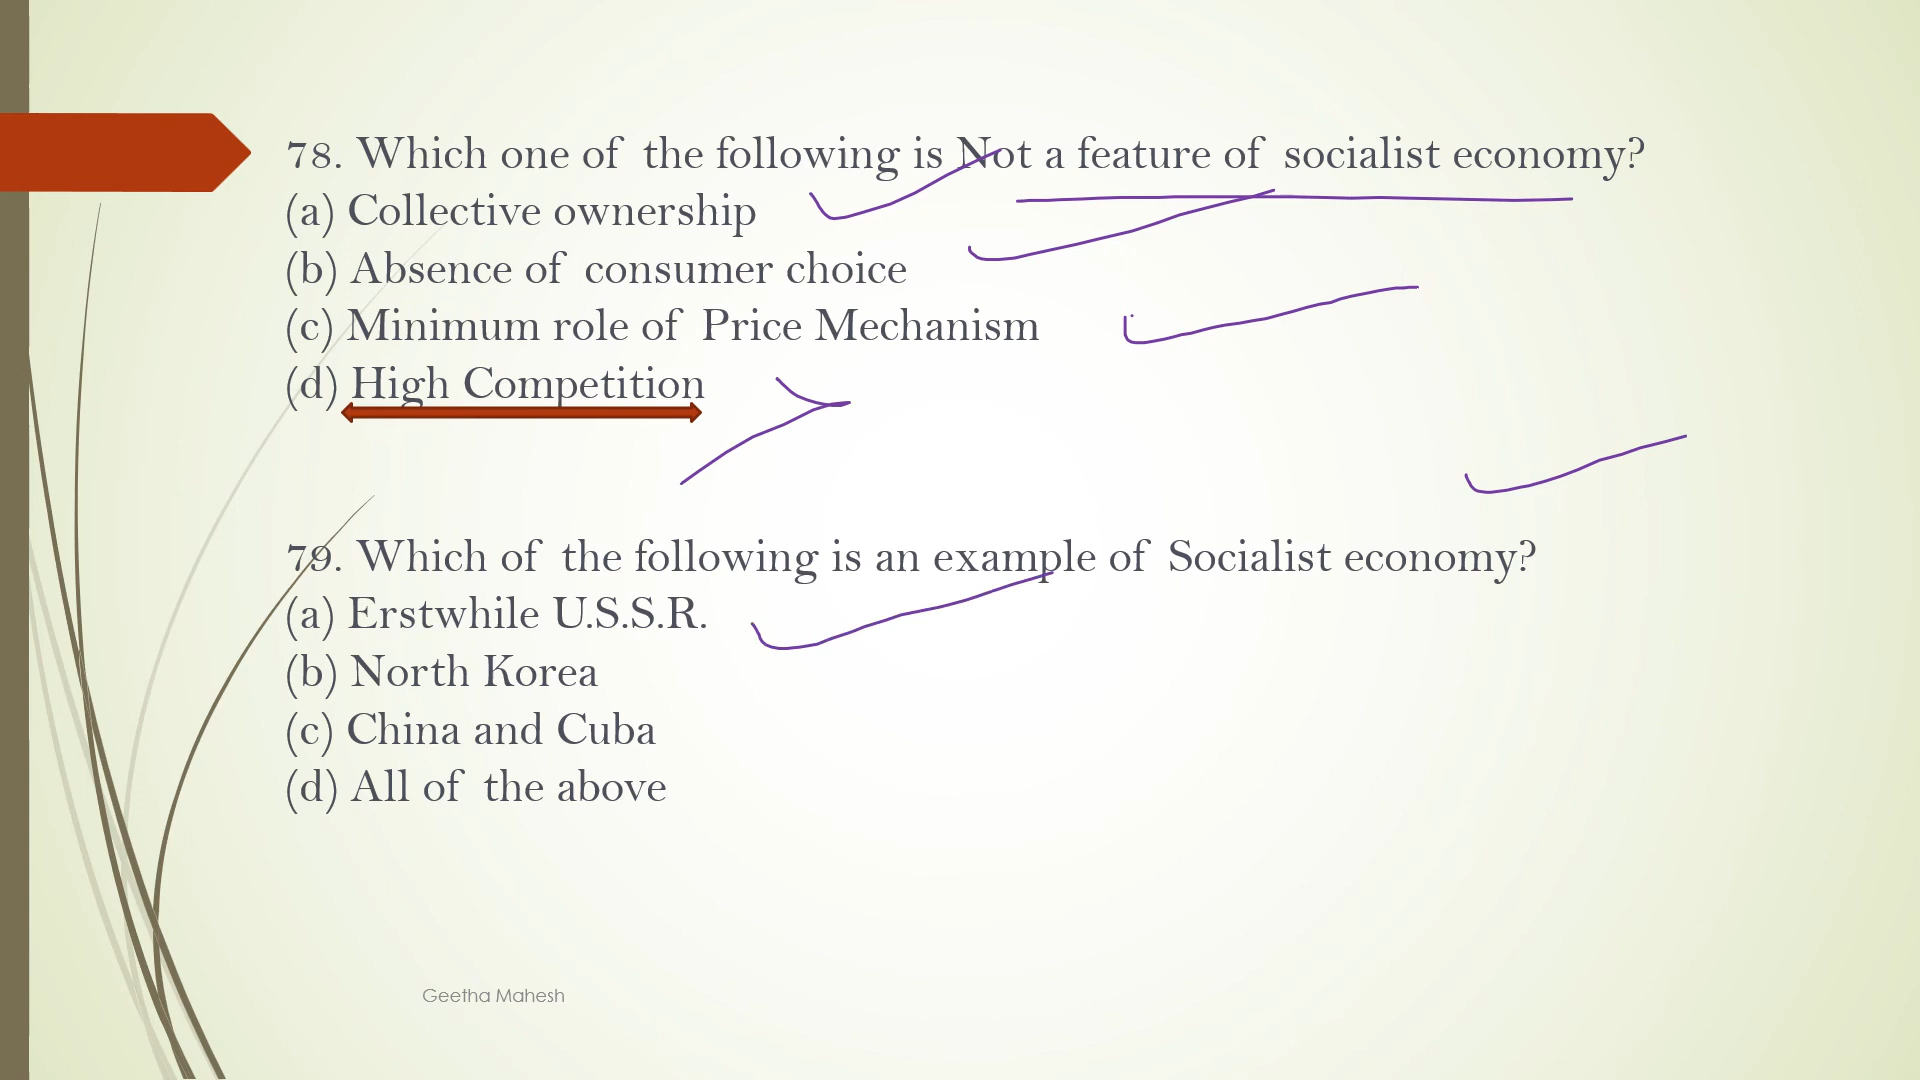 78. Which one of the following is Not a feature of socialist economy?
(a) Collective ownership
(b) Absence of consumer choice
(c) Minimum role of Price Mechanism
(d) High Competition
79. Which of the following is an example of Socialist economy?
(a) Erstwhile U.S.S.R.
(b) North Korea
(c) China and Cuba
(d) All of the above
Geetha Mahesh